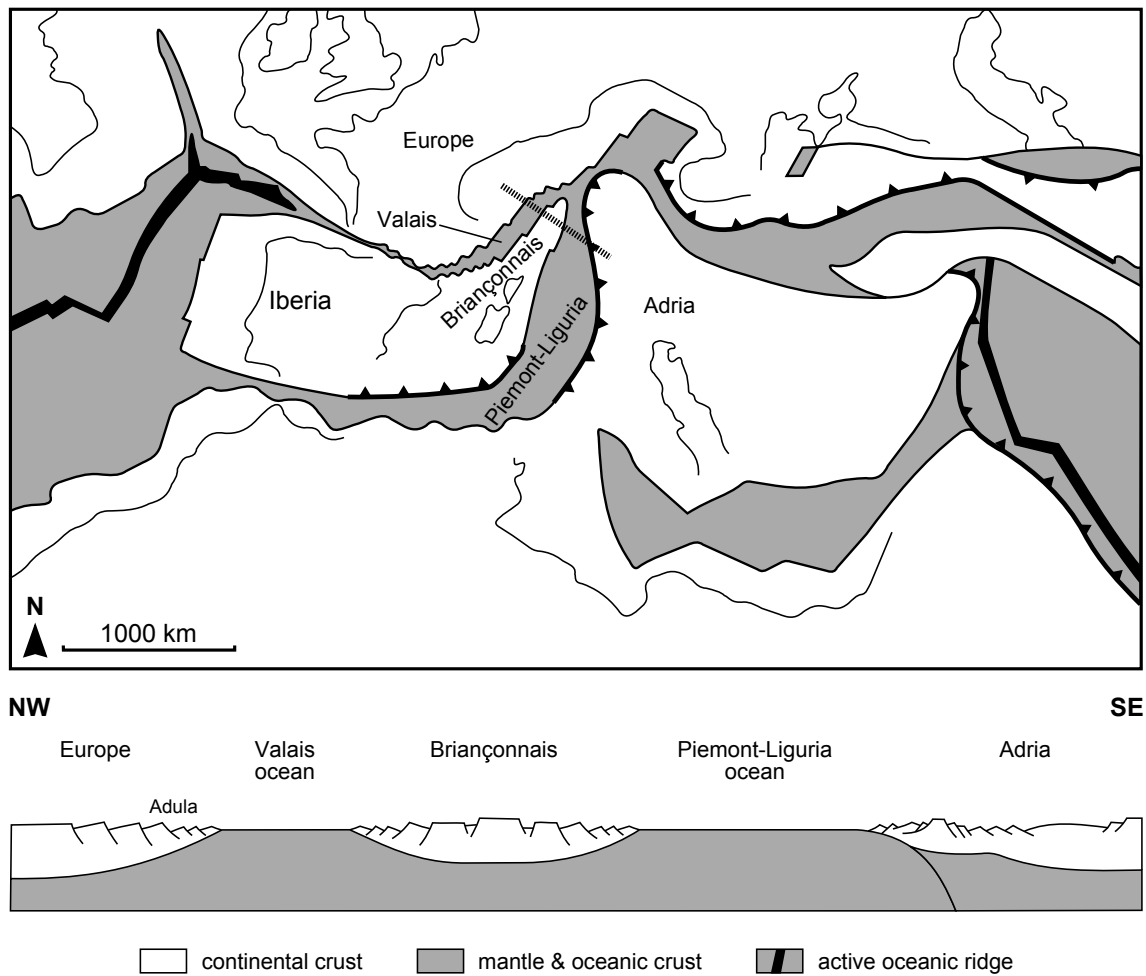 Europe
Valais
Briançonnais
Iberia
Adria
Piemont-Liguria
N
1000 km
NW
SE
Europe
Valais
ocean
Briançonnais
Piemont-Liguria
ocean
Adria
Adula
continental crust
mantle & oceanic crust
active oceanic ridge